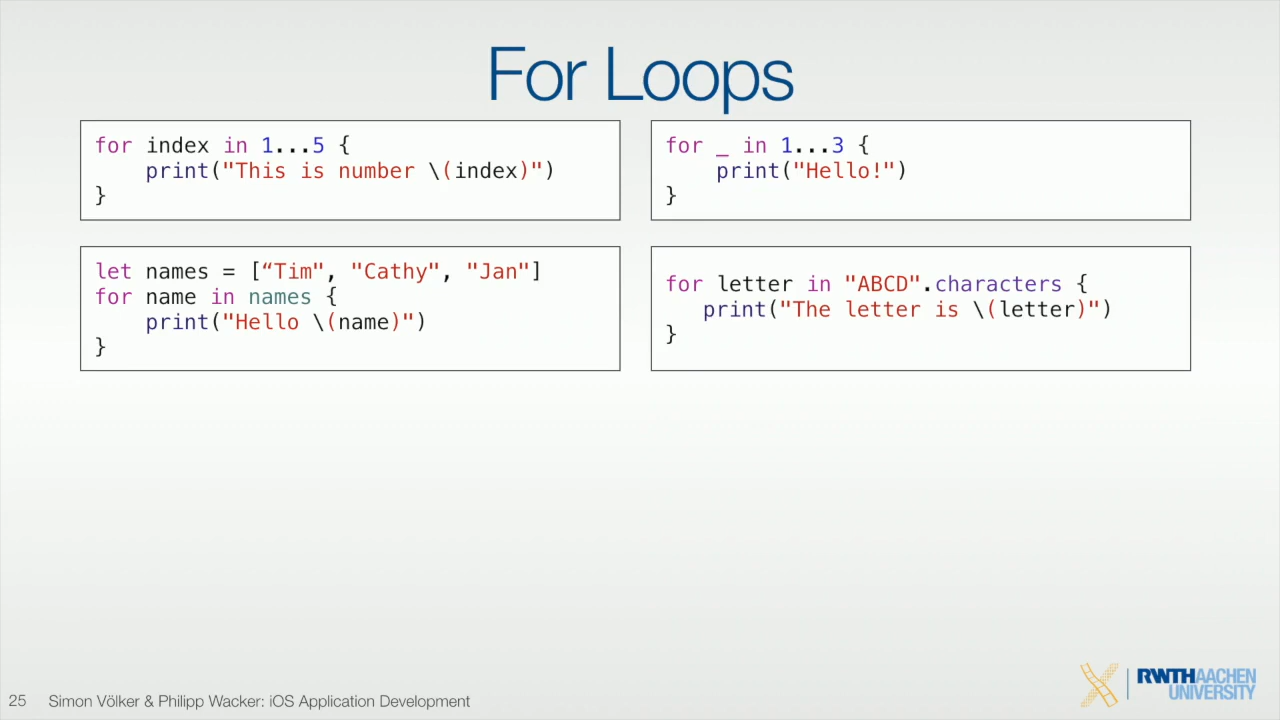 For Loops
for index in 1...5 {
    print("This is number \(index)")
}
for _ in 1...3 {
    print("Hello!")
}
let names = [“Tim", "Cathy", "Jan"]
for name in names {
    print("Hello \(name)")
}
for letter in "ABCD".characters {
   print("The letter is \(letter)")
}
25 Simon Völker & Philipp Wacker: iOS Application Development
RWTHAACHEN
UNIVERSITY